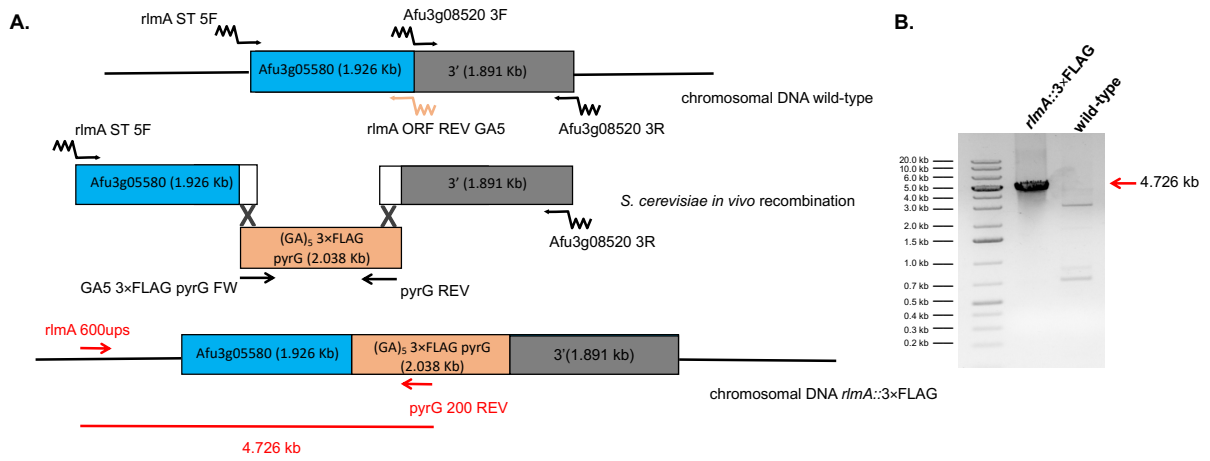 A.
rlmA ST 5F
Afu3g08520 3F
Afu3g05580 (1.926 Kb)
3′ (1.891 Kb)
chromosomal DNA wild-type
rlmA ORF REV GA5
Afu3g08520 3R
rlmA ST 5F
Afu3g05580 (1.926 Kb)
3′ (1.891 Kb)
S. cerevisiae in vivo recombination
(GA)₅ 3×FLAG
pyrG (2.038 Kb)
Afu3g08520 3R
GA5 3×FLAG pyrG FW
pyrG REV
rlmA 600ups
Afu3g05580 (1.926 Kb)
(GA)₅ 3×FLAG pyrG
(2.038 Kb)
3′(1.891 kb)
chromosomal DNA rlmA::3×FLAG
pyrG 200 REV
4.726 kb
B.
rlmA::3×FLAG
wild-type
20.0 kb
10.0 kb
6.0 kb
5.0 kb
4.0 kb
3.0 kb
2.0 kb
1.5 kb
1.0 kb
0.7 kb
0.5 kb
0.4 kb
0.3 kb
0.2 kb
4.726 kb